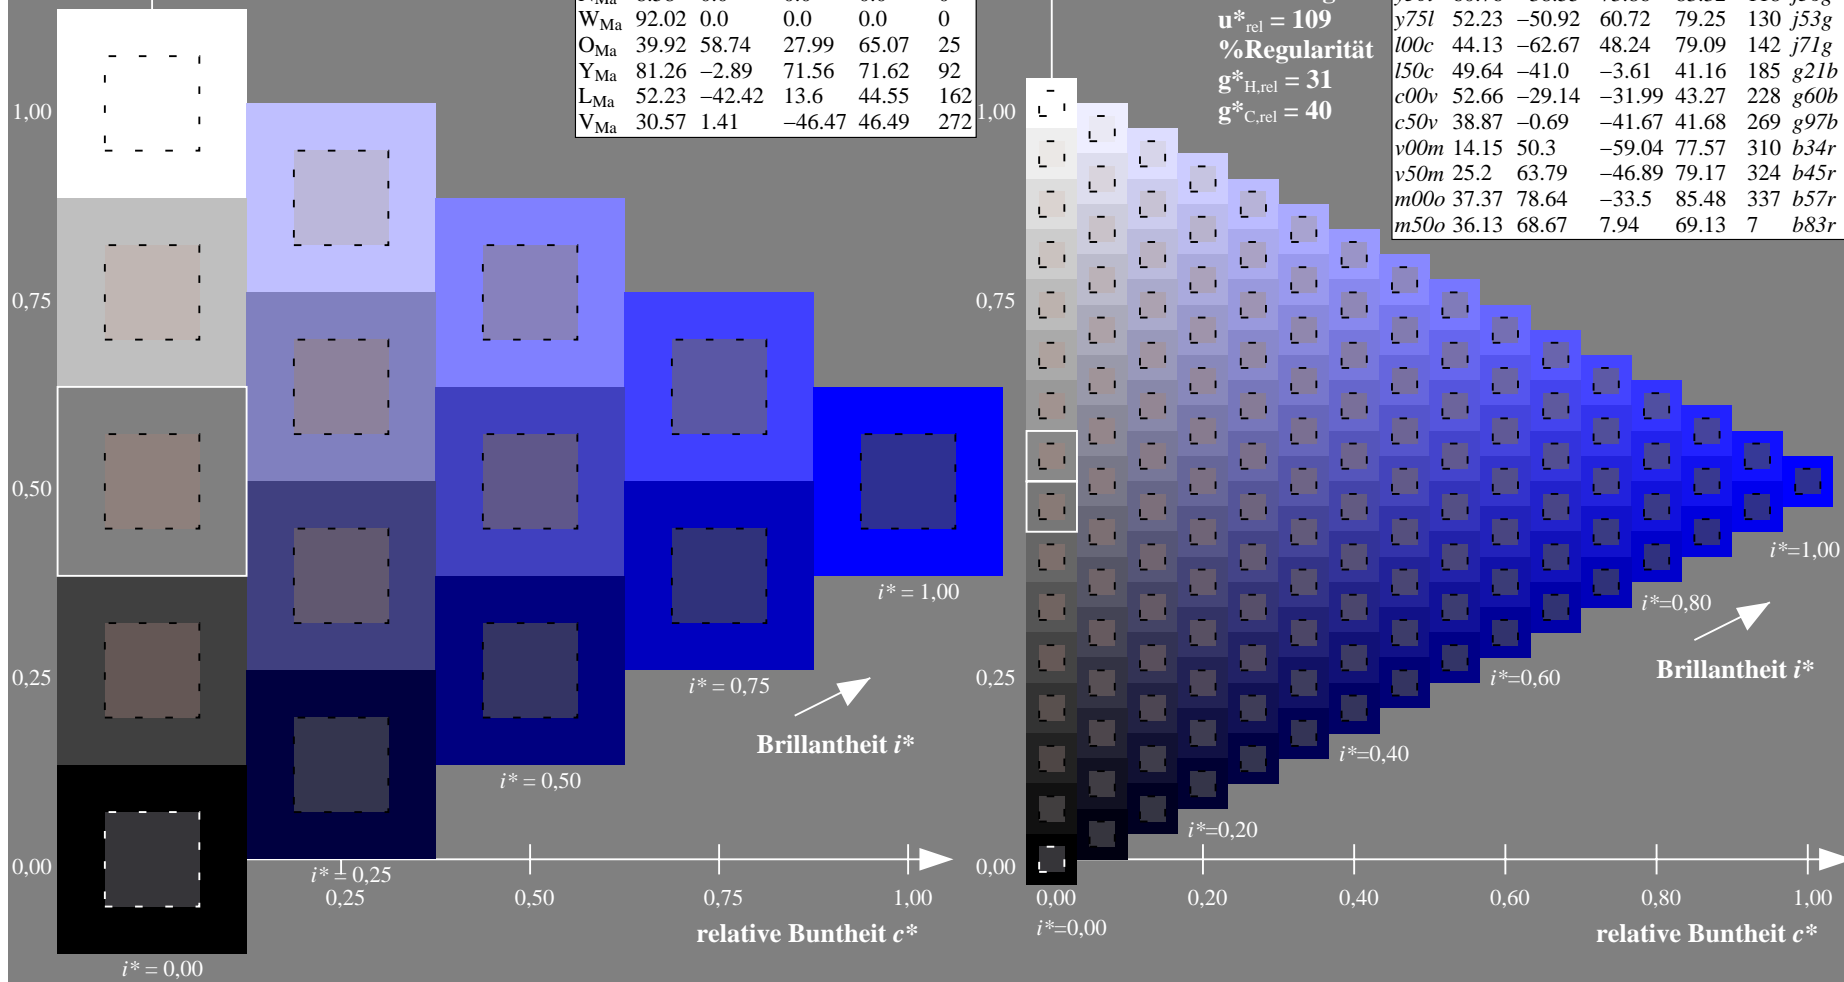 W_Ma 92.02 0.0 0.0 0.0 0
O_Ma 39.92 58.74 27.99 65.07 25
Y_Ma 81.26 −2.89 71.56 71.62 92
L_Ma 52.23 −42.42 13.6 44.55 162
V_Ma 30.57 1.41 −46.47 46.49 272
u*_rel = 109
%Regularität
g*_H,rel = 31
g*_C,rel = 40
y75l 52.23 −50.92 60.72 79.25 130 j53g
l00c 44.13 −62.67 48.24 79.09 142 j71g
l50c 49.64 −41.0 −3.61 41.16 185 g21b
c00v 52.66 −29.14 −31.99 43.27 228 g60b
c50v 38.87 −0.69 −41.67 41.68 269 g97b
v00m 14.15 50.3 −59.04 77.57 310 b34r
v50m 25.2 63.79 −46.89 79.17 324 b45r
m00o 37.37 78.64 −33.5 85.48 337 b57r
m50o 36.13 68.67 7.94 69.13 7 b83r
1,00
0,75
0,50
0,25
0,00
i* = 1,00
i* = 0,75
Brillantheit i*
i* = 0,50
i* = 0,25
0,25 0,50 0,75 1,00
relative Buntheit c*
i* = 0,00
1,00
0,75
0,50
0,25
0,00
i*=1,00
i*=0,80
Brillantheit i*
i*=0,60
i*=0,40
i*=0,20
0,00 0,20 0,40 0,60 0,80 1,00
i*=0,00
relative Buntheit c*